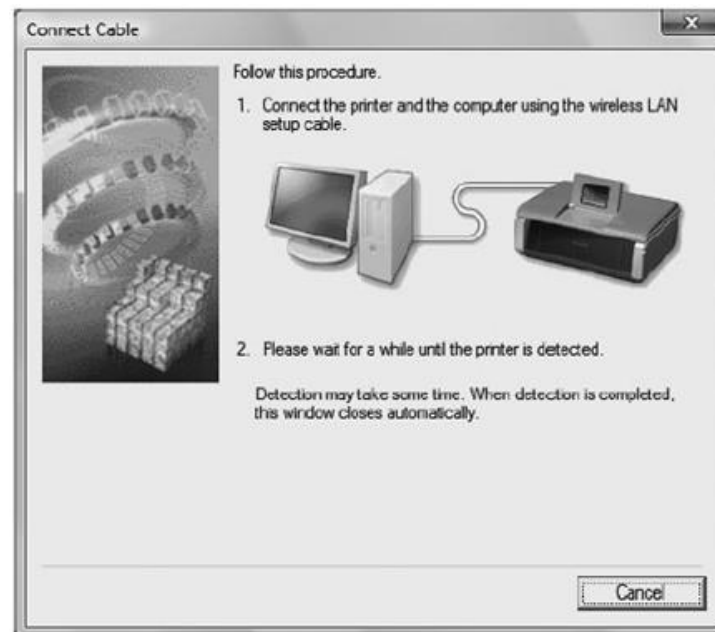 Connect Cable
Follow this procedure.
1. Connect the printer and the computer using the wireless LAN
setup cable.
2. Please wait for a while until the printer is detected.
Detection may take some time. When detection is completed,
this window closes automatically.
Cancel